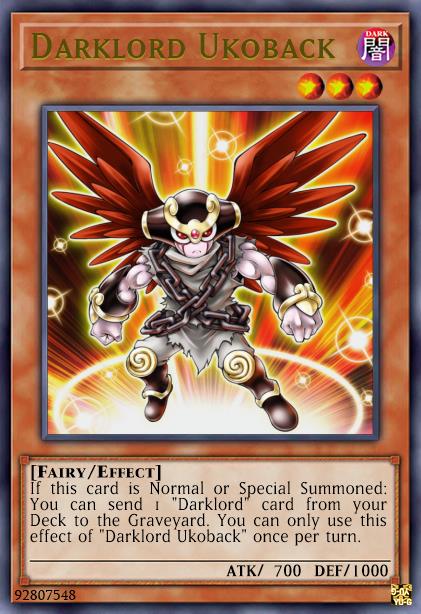 Darklord Ukoback
DARK
闇
[Fairy/Effect]
If this card is Normal or Special Summoned:
You can send 1 "Darklord" card from your
Deck to the Graveyard. You can only use this
effect of "Darklord Ukoback" once per turn.
ATK/ 700 DEF/1000
92807548